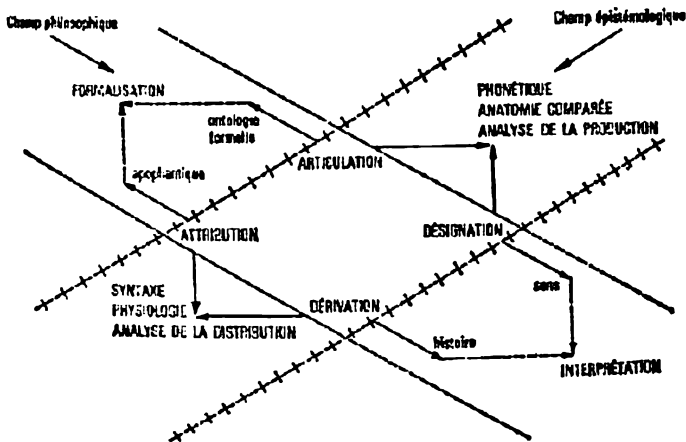 Champ philosophique
Champ épistémologique
FORMALISATION
PHONÉTIQUE
ANATOMIE COMPARÉE
ANALYSE DE LA PRODUCTION
ontologie
formelle
ARTICULATION
apophantique
ATTRIBUTION
DÉSIGNATION
sens
SYNTAXE
PHYSIOLOGIE
ANALYSE DE LA DISTRIBUTION
DÉRIVATION
histoire
INTERPRÉTATION